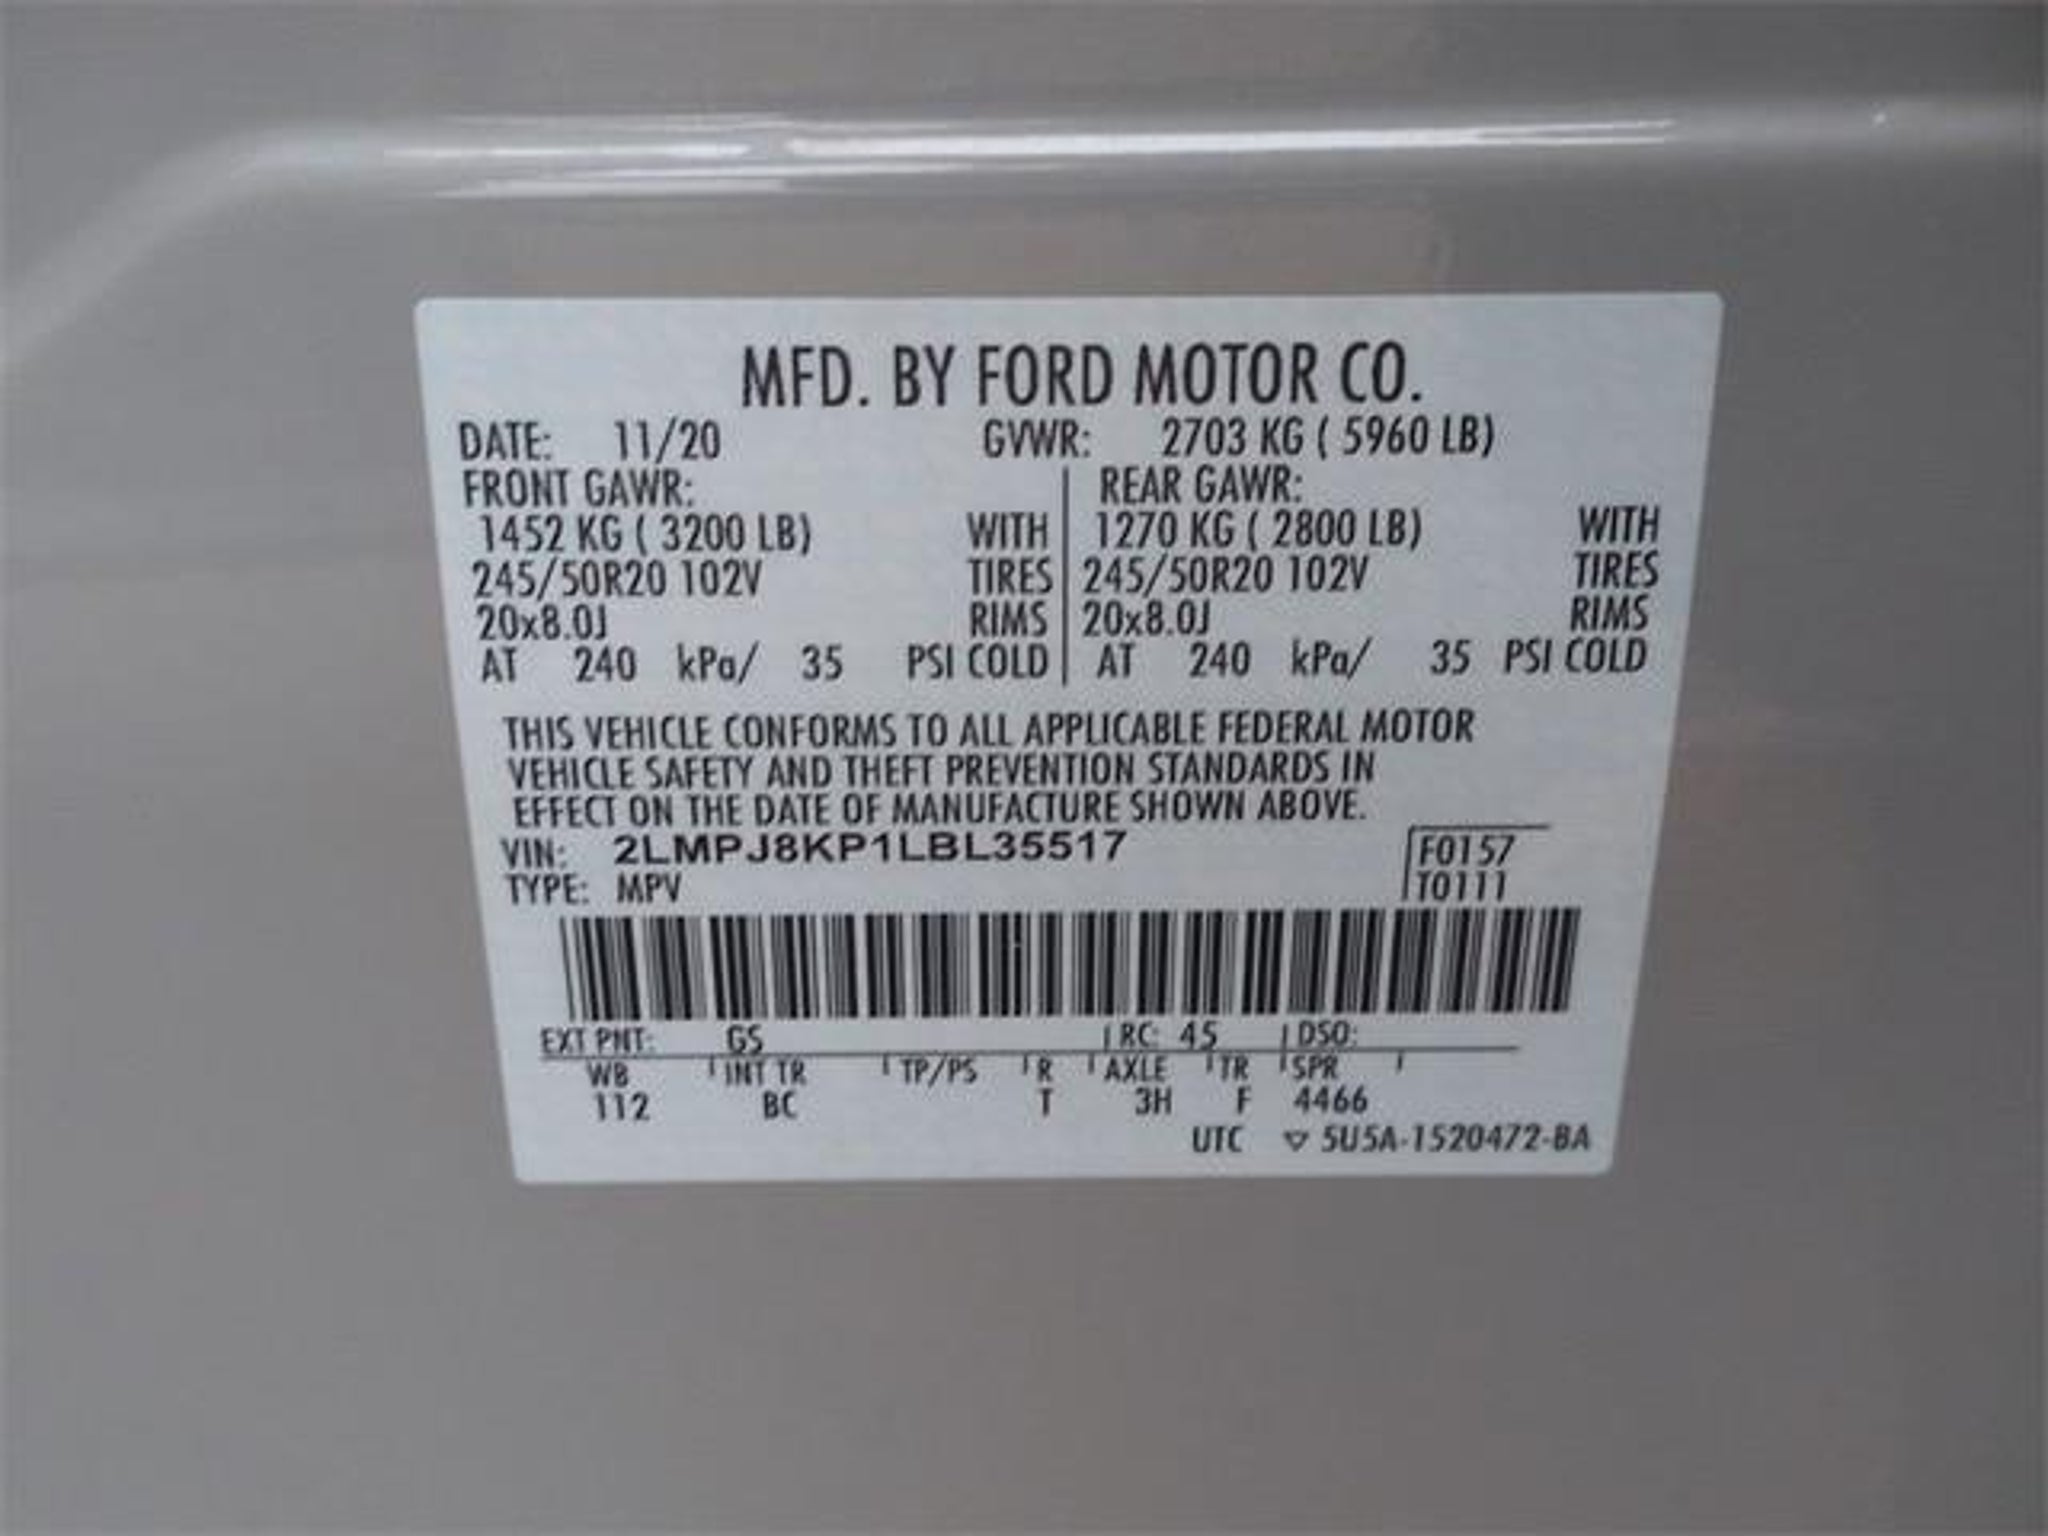 MFD. BY FORD MOTOR CO.
DATE: 11/20 GVWR: 2703 KG ( 5960 LB)
FRONT GAWR: REAR GAWR:
1452 KG ( 3200 LB) WITH 1270 KG ( 2800 LB) WITH
245/50R20 102V TIRES 245/50R20 102V TIRES
20x8.0J RIMS 20x8.0J RIMS
AT 240 kPa/ 35 PSI COLD AT 240 kPa/ 35 PSI COLD
THIS VEHICLE CONFORMS TO ALL APPLICABLE FEDERAL MOTOR
VEHICLE SAFETY AND THEFT PREVENTION STANDARDS IN
EFFECT ON THE DATE OF MANUFACTURE SHOWN ABOVE.
VIN: 2LMPJ8KP1LBL35517 F0157
TYPE: MPV T0111
EXT PNT: GS RC: 45 DSO:
WB INT TR TP/PS R AXLE TR SPR
112 BC T 3H F 4466
UTC ▽ 5U5A-1520472-BA